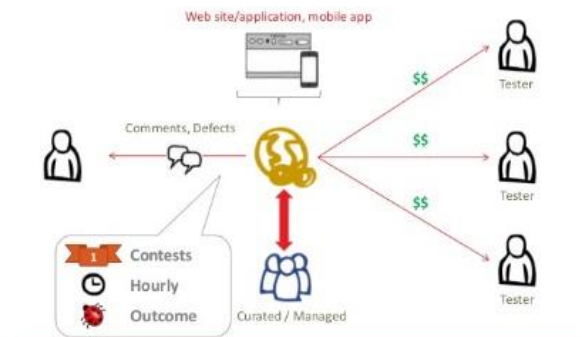 Web site/application, mobile app
$$
Tester
Comments, Defects
$$
Tester
1 Contests
Hourly
Outcome
Curated / Managed
$$
Tester